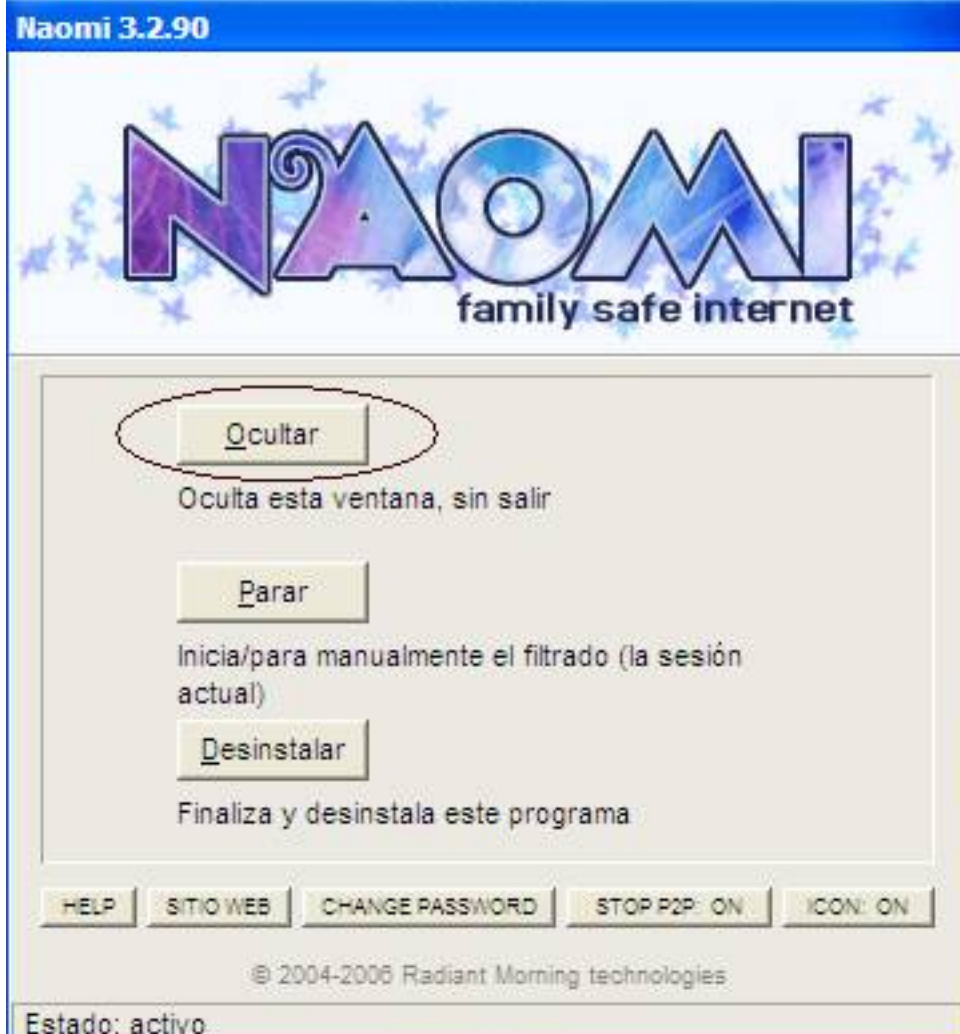 Naomi 3.2.90
NAOMI
family safe internet
Ocultar
Oculta esta ventana, sin salir
Parar
Inicia/para manualmente el filtrado (la sesión
actual)
Desinstalar
Finaliza y desinstala este programa
HELP SITIO WEB CHANGE PASSWORD STOP P2P: ON ICON: ON
© 2004-2006 Radiant Morning technologies
Estado: activo